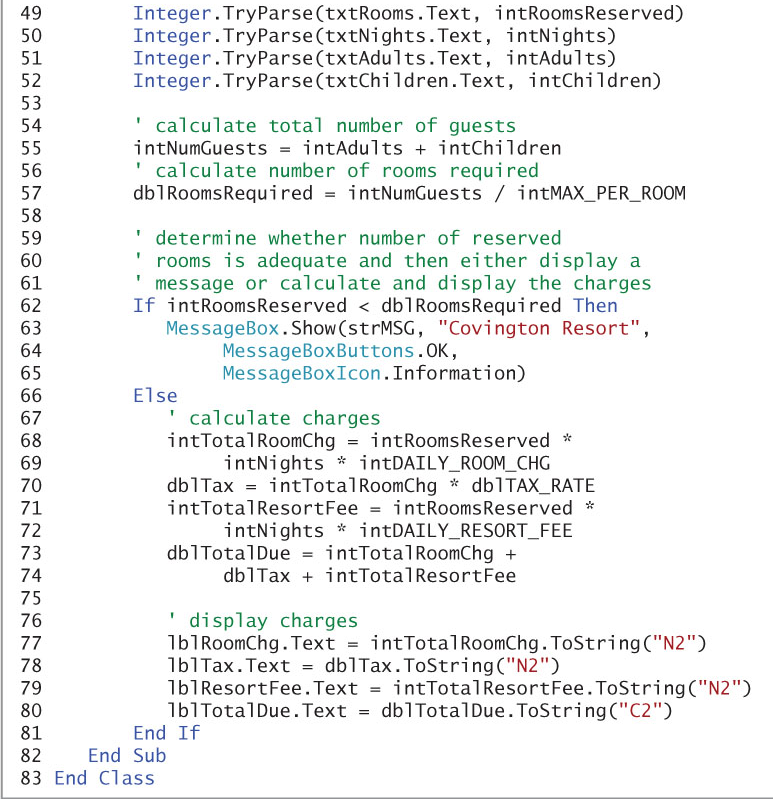 49 Integer.TryParse(txtRooms.Text, intRoomsReserved)
50 Integer.TryParse(txtNights.Text, intNights)
51 Integer.TryParse(txtAdults.Text, intAdults)
52 Integer.TryParse(txtChildren.Text, intChildren)
53
54 ' calculate total number of guests
55 intNumGuests = intAdults + intChildren
56 ' calculate number of rooms required
57 dblRoomsRequired = intNumGuests / intMAX_PER_ROOM
58
59 ' determine whether number of reserved
60 ' rooms is adequate and then either display a
61 ' message or calculate and display the charges
62 If intRoomsReserved < dblRoomsRequired Then
63 MessageBox.Show(strMSG, "Covington Resort",
64 MessageBoxButtons.OK,
65 MessageBoxIcon.Information)
66 Else
67 ' calculate charges
68 intTotalRoomChg = intRoomsReserved *
69 intNights * intDAILY_ROOM_CHG
70 dblTax = intTotalRoomChg * dblTAX_RATE
71 intTotalResortFee = intRoomsReserved *
72 intNights * intDAILY_RESORT_FEE
73 dblTotalDue = intTotalRoomChg +
74 dblTax + intTotalResortFee
75
76 ' display charges
77 lblRoomChg.Text = intTotalRoomChg.ToString("N2")
78 lblTax.Text = dblTax.ToString("N2")
79 lblResortFee.Text = intTotalResortFee.ToString("N2")
80 lblTotalDue.Text = dblTotalDue.ToString("C2")
81 End If
82 End Sub
83 End Class